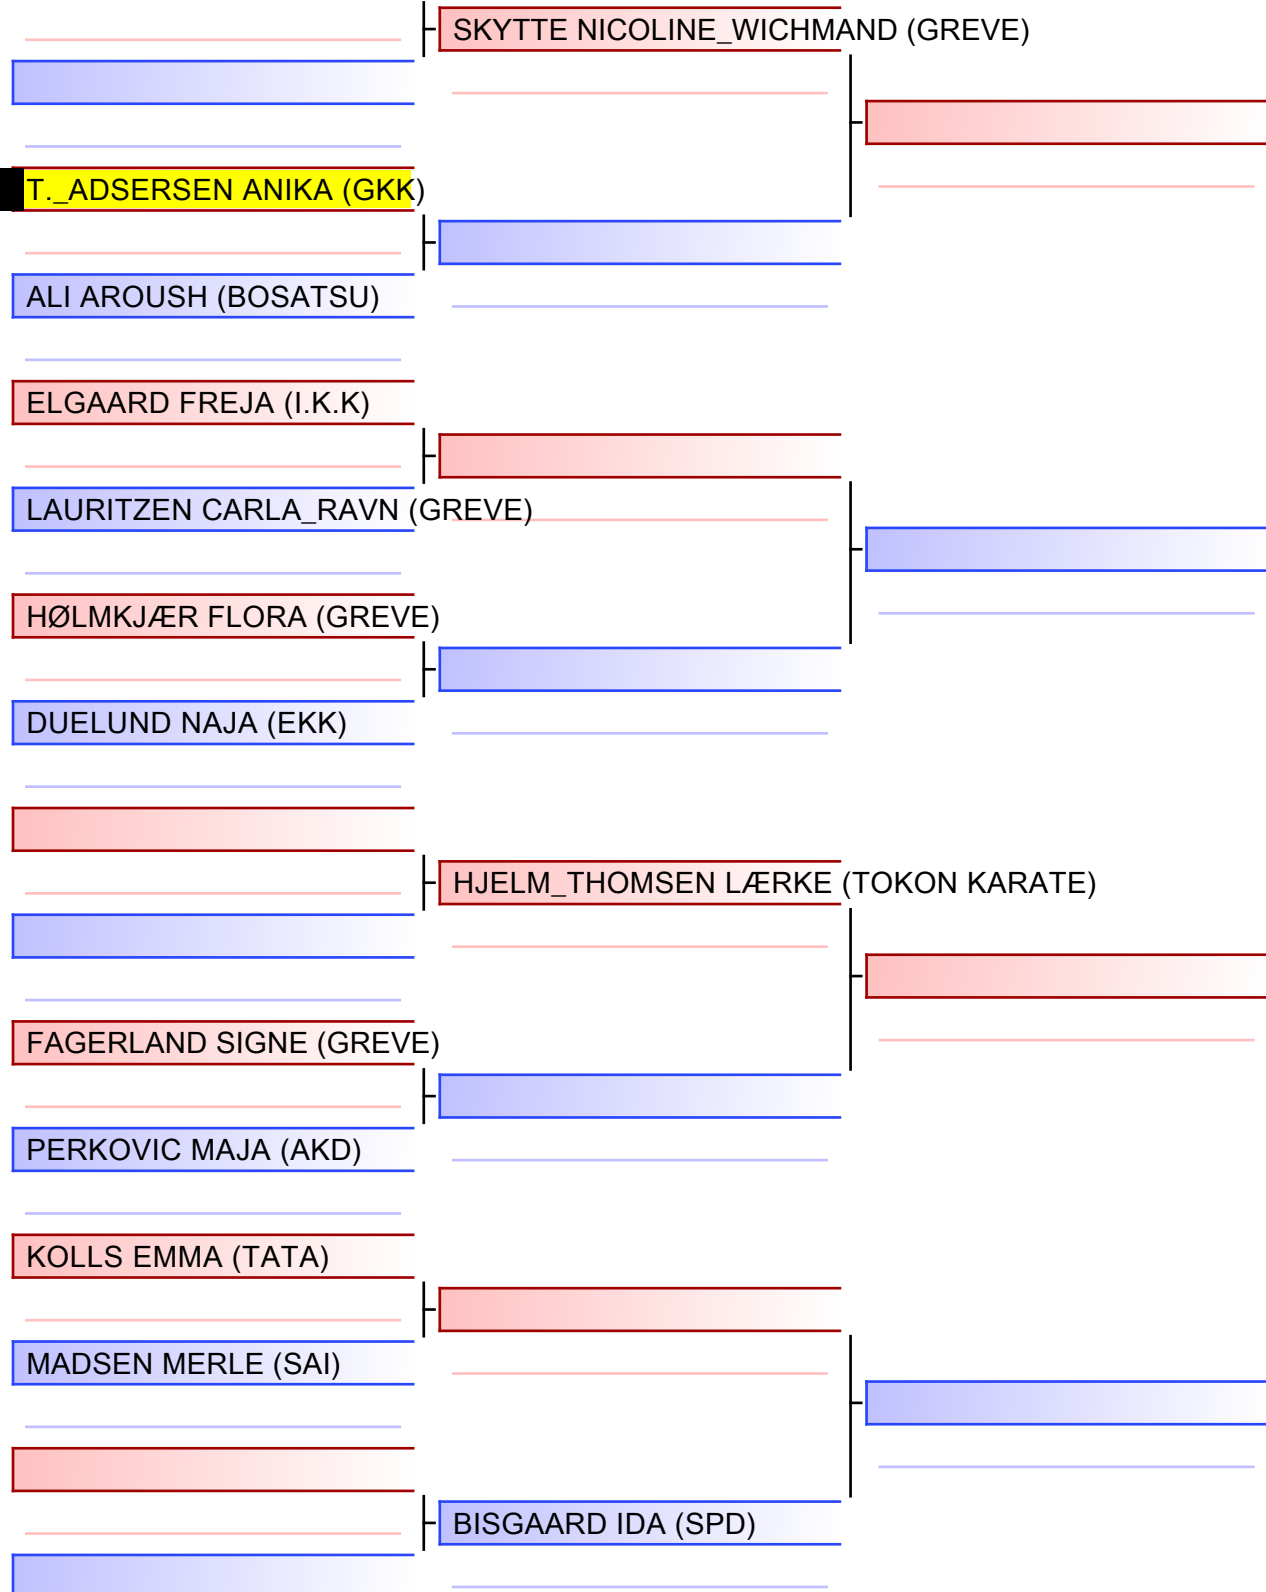 SKYTTE NICOLINE_WICHMAND (GREVE)
T._ADSERSEN ANIKA (GKK)
ALI AROUSH (BOSATSU)
ELGAARD FREJA (I.K.K)
LAURITZEN CARLA_RAVN (GREVE)
HØLMKJÆR FLORA (GREVE)
DUELUND NAJA (EKK)
HJELM_THOMSEN LÆRKE (TOKON KARATE)
FAGERLAND SIGNE (GREVE)
PERKOVIC MAJA (AKD)
KOLLS EMMA (TATA)
MADSEN MERLE (SAI)
BISGAARD IDA (SPD)